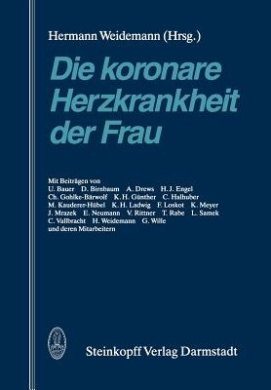 Hermann Weidemann (Hrsg.)
Die koronare
Herzkrankheit
der Frau
Mit Beiträgen von
U. Bauer D. Birnbaum A. Drews H. J. Engel
Ch. Gohlke-Bärwolf K. H. Günther C. Halhuber
M. Kauderer-Hübel K. H. Ladwig F. Loskot K. Meyer
J. Mrazek E. Neumann V. Rittner T. Rabe L. Samek
C. Vallbracht H. Weidemann G. Wille
und deren Mitarbeitern
Steinkopff Verlag Darmstadt